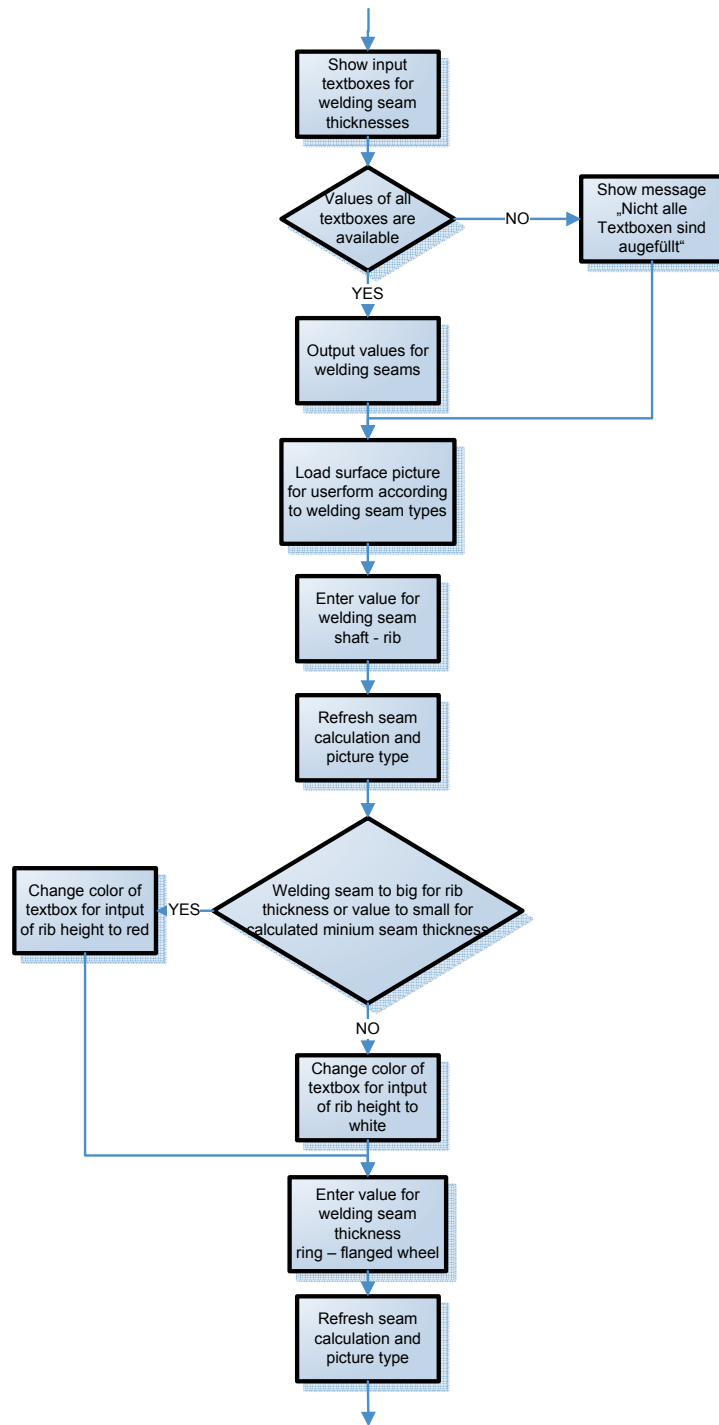 Show input
textboxes for
welding seam
thicknesses
Values of all
textboxes are
available
NO
Show message
„Nicht alle
Textboxen sind
augefüllt“
YES
Output values for
welding seams
Load surface picture
for userform according
to welding seam types
Enter value for
welding seam
shaft - rib
Refresh seam
calculation and
picture type
Welding seam to big for rib
thickness or value to small for
calculated minium seam thickness
YES
Change color of
textbox for intput
of rib height to red
NO
Change color of
textbox for intput
of rib height to
white
Enter value for
welding seam
thickness
ring – flanged wheel
Refresh seam
calculation and
picture type